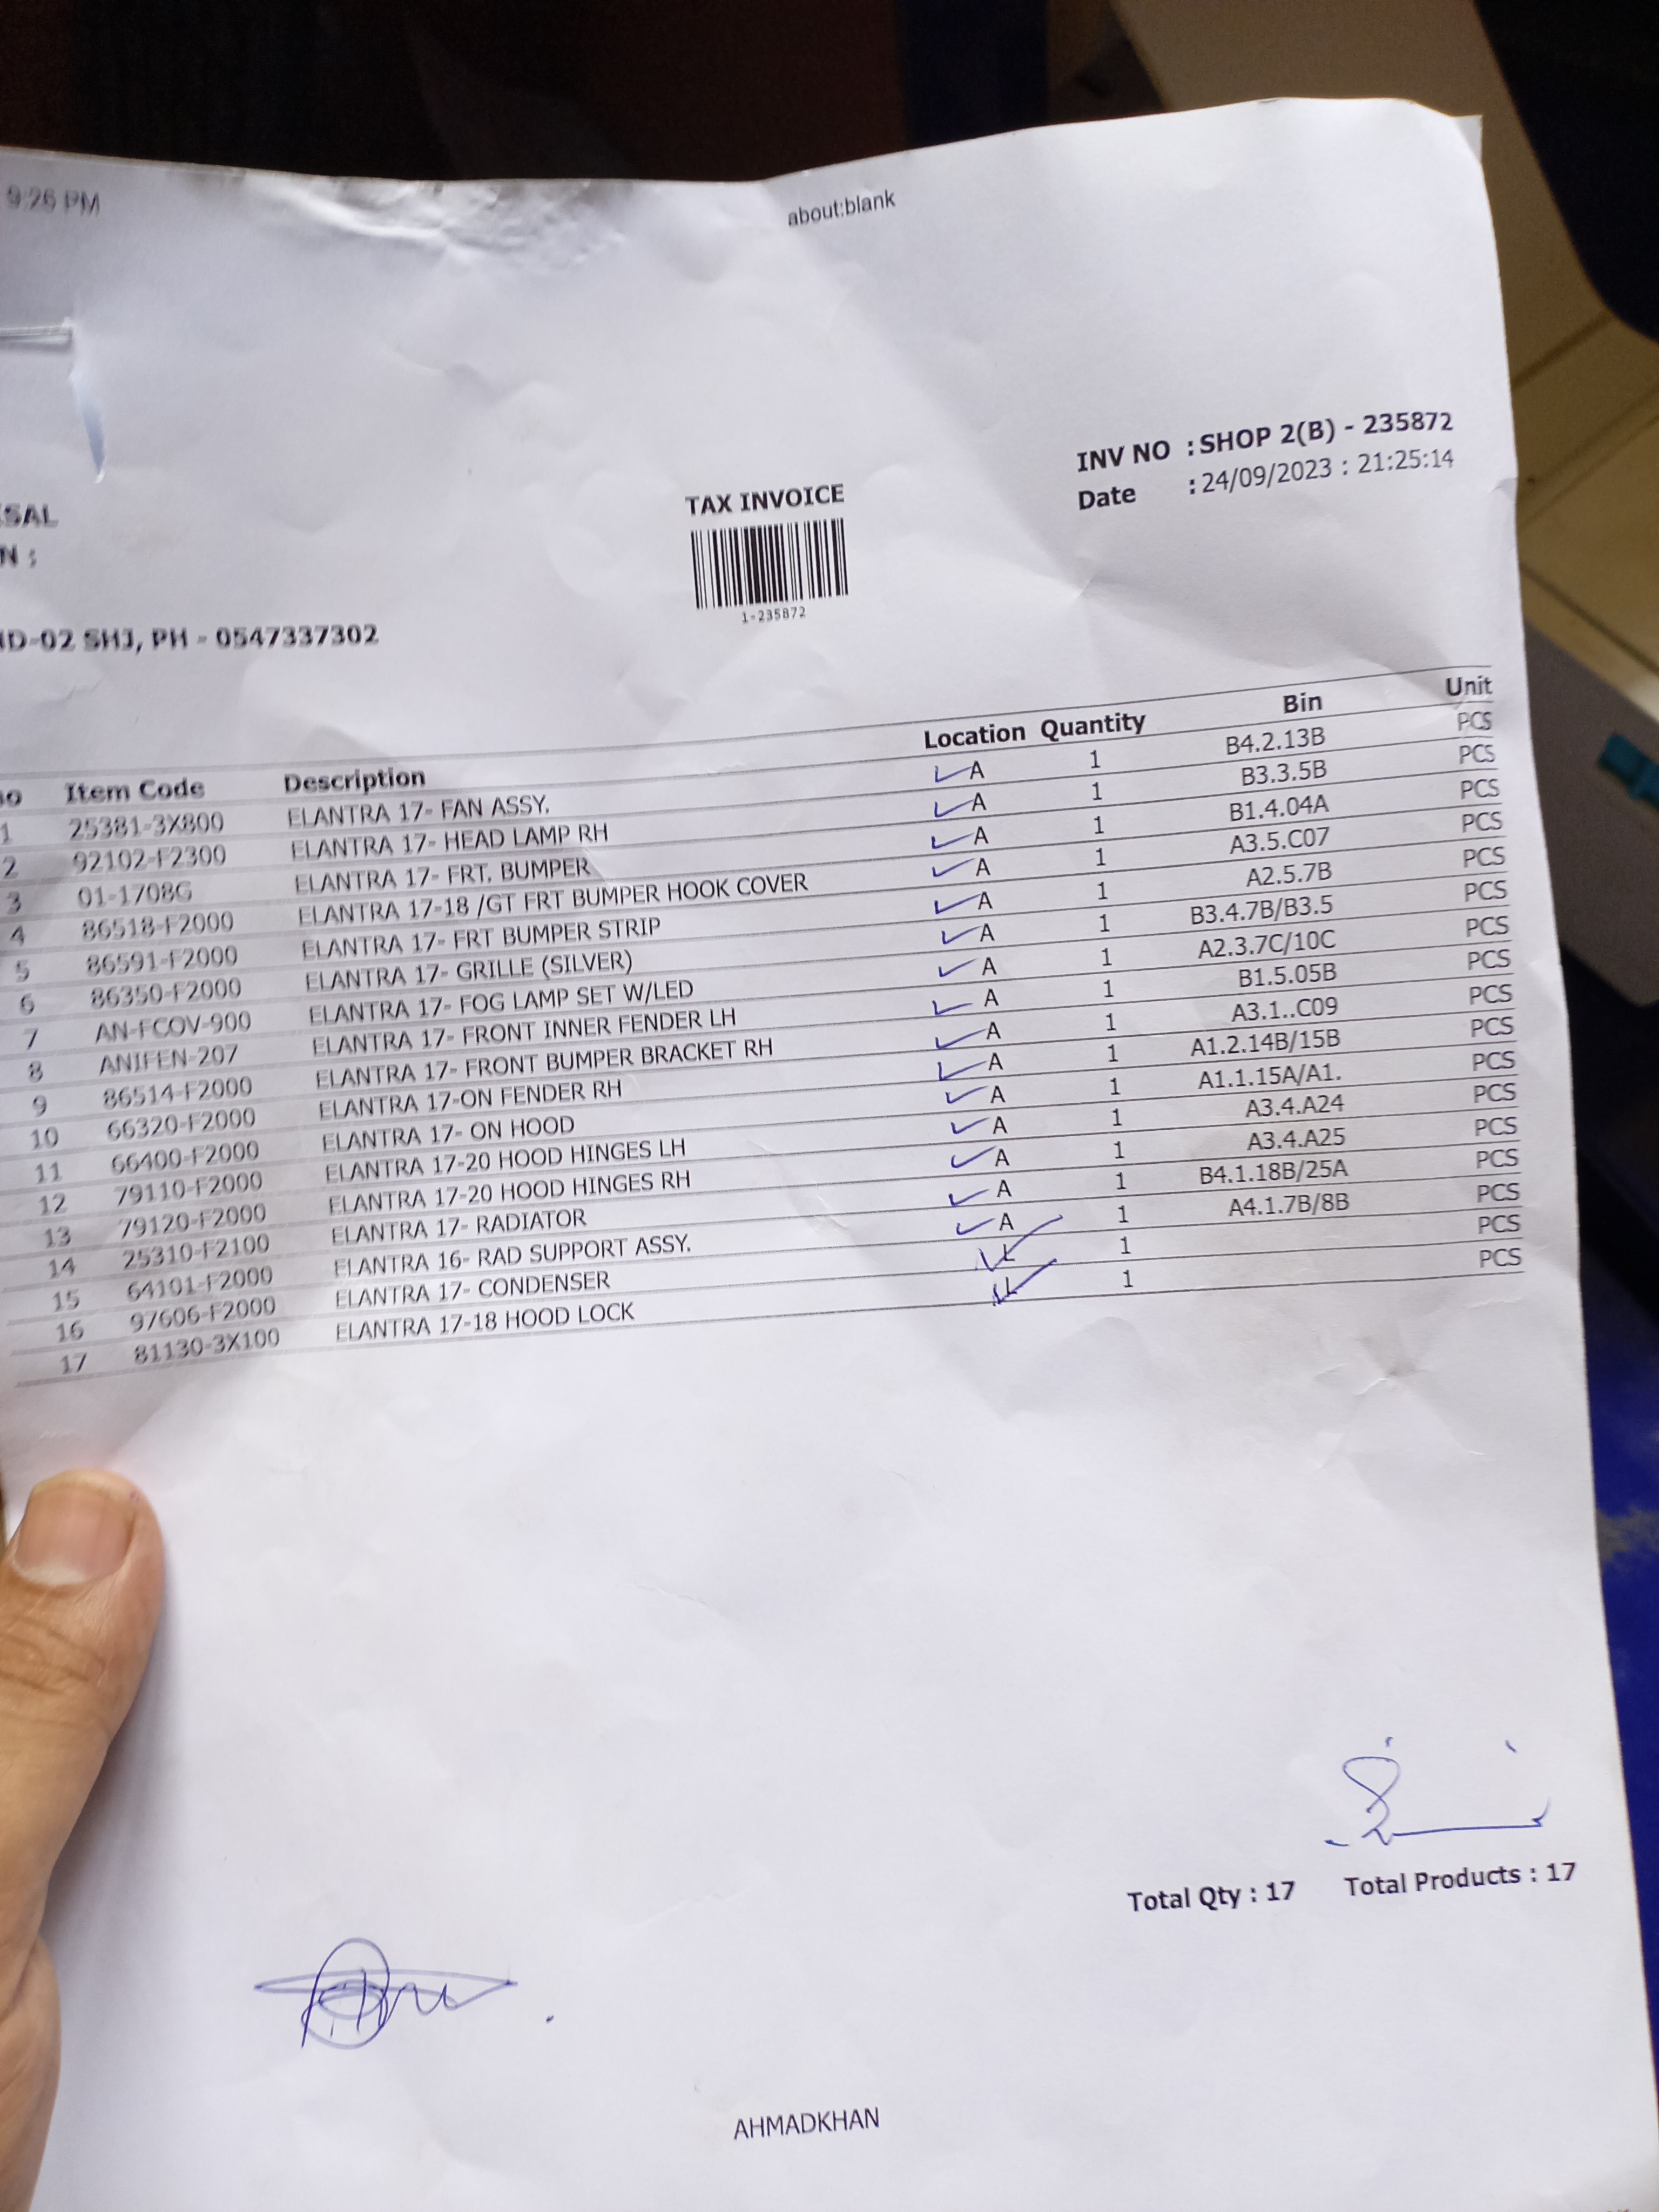 9:26 PM
about:blank
INV NO : SHOP 2(B) - 235872
Date : 24/09/2023 : 21:25:14
TAX INVOICE
1-235872
SAL
N :
D-02 SHJ, PH - 0547337302
no Item Code Description Location Quantity Bin Unit
1 25381-3X800 ELANTRA 17- FAN ASSY. A 1 B4.2.13B PCS
2 92102-F2300 ELANTRA 17- HEAD LAMP RH A 1 B3.3.5B PCS
3 01-1708G ELANTRA 17- FRT. BUMPER A 1 B1.4.04A PCS
4 86518-F2000 ELANTRA 17-18 /GT FRT BUMPER HOOK COVER A 1 A3.5.C07 PCS
5 86591-F2000 ELANTRA 17- FRT BUMPER STRIP A 1 A2.5.7B PCS
6 86350-F2000 ELANTRA 17- GRILLE (SILVER) A 1 B3.4.7B/B3.5 PCS
7 AN-FCOV-900 ELANTRA 17- FOG LAMP SET W/LED A 1 A2.3.7C/10C PCS
8 ANIFEN-207 ELANTRA 17- FRONT INNER FENDER LH A 1 B1.5.05B PCS
9 86514-F2000 ELANTRA 17- FRONT BUMPER BRACKET RH A 1 A3.1..C09 PCS
10 66320-F2000 ELANTRA 17-ON FENDER RH A 1 A1.2.14B/15B PCS
11 66400-F2000 ELANTRA 17- ON HOOD A 1 A1.1.15A/A1. PCS
12 79110-F2000 ELANTRA 17-20 HOOD HINGES LH A 1 A3.4.A24 PCS
13 79120-F2000 ELANTRA 17-20 HOOD HINGES RH A 1 A3.4.A25 PCS
14 25310-F2100 ELANTRA 17- RADIATOR A 1 B4.1.18B/25A PCS
15 64101-F2000 ELANTRA 16- RAD SUPPORT ASSY. A 1 A4.1.7B/8B PCS
16 97606-F2000 ELANTRA 17- CONDENSER 1 PCS
17 81130-3X100 ELANTRA 17-18 HOOD LOCK 1 PCS
Total Qty : 17 Total Products : 17
AHMADKHAN